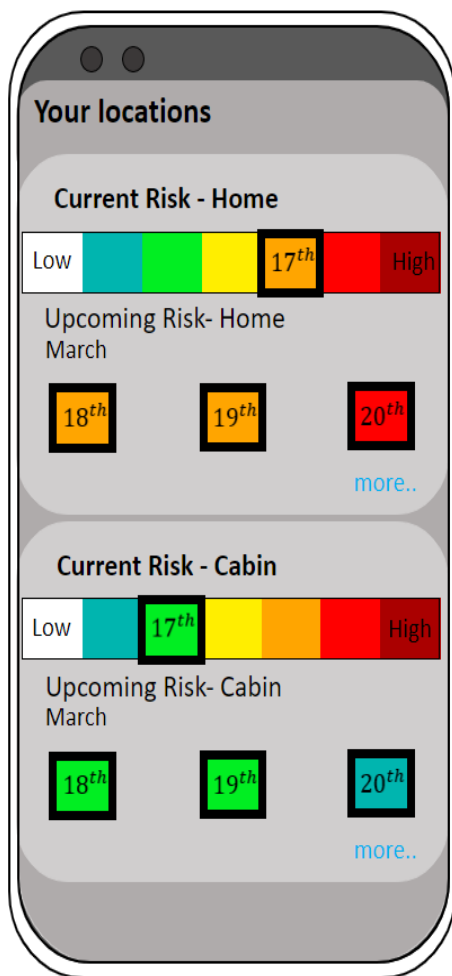 Your locations
Current Risk - Home
Low 17th High
Upcoming Risk- Home
March
18th 19th 20th
more..
Current Risk - Cabin
Low 17th High
Upcoming Risk- Cabin
March
18th 19th 20th
more..